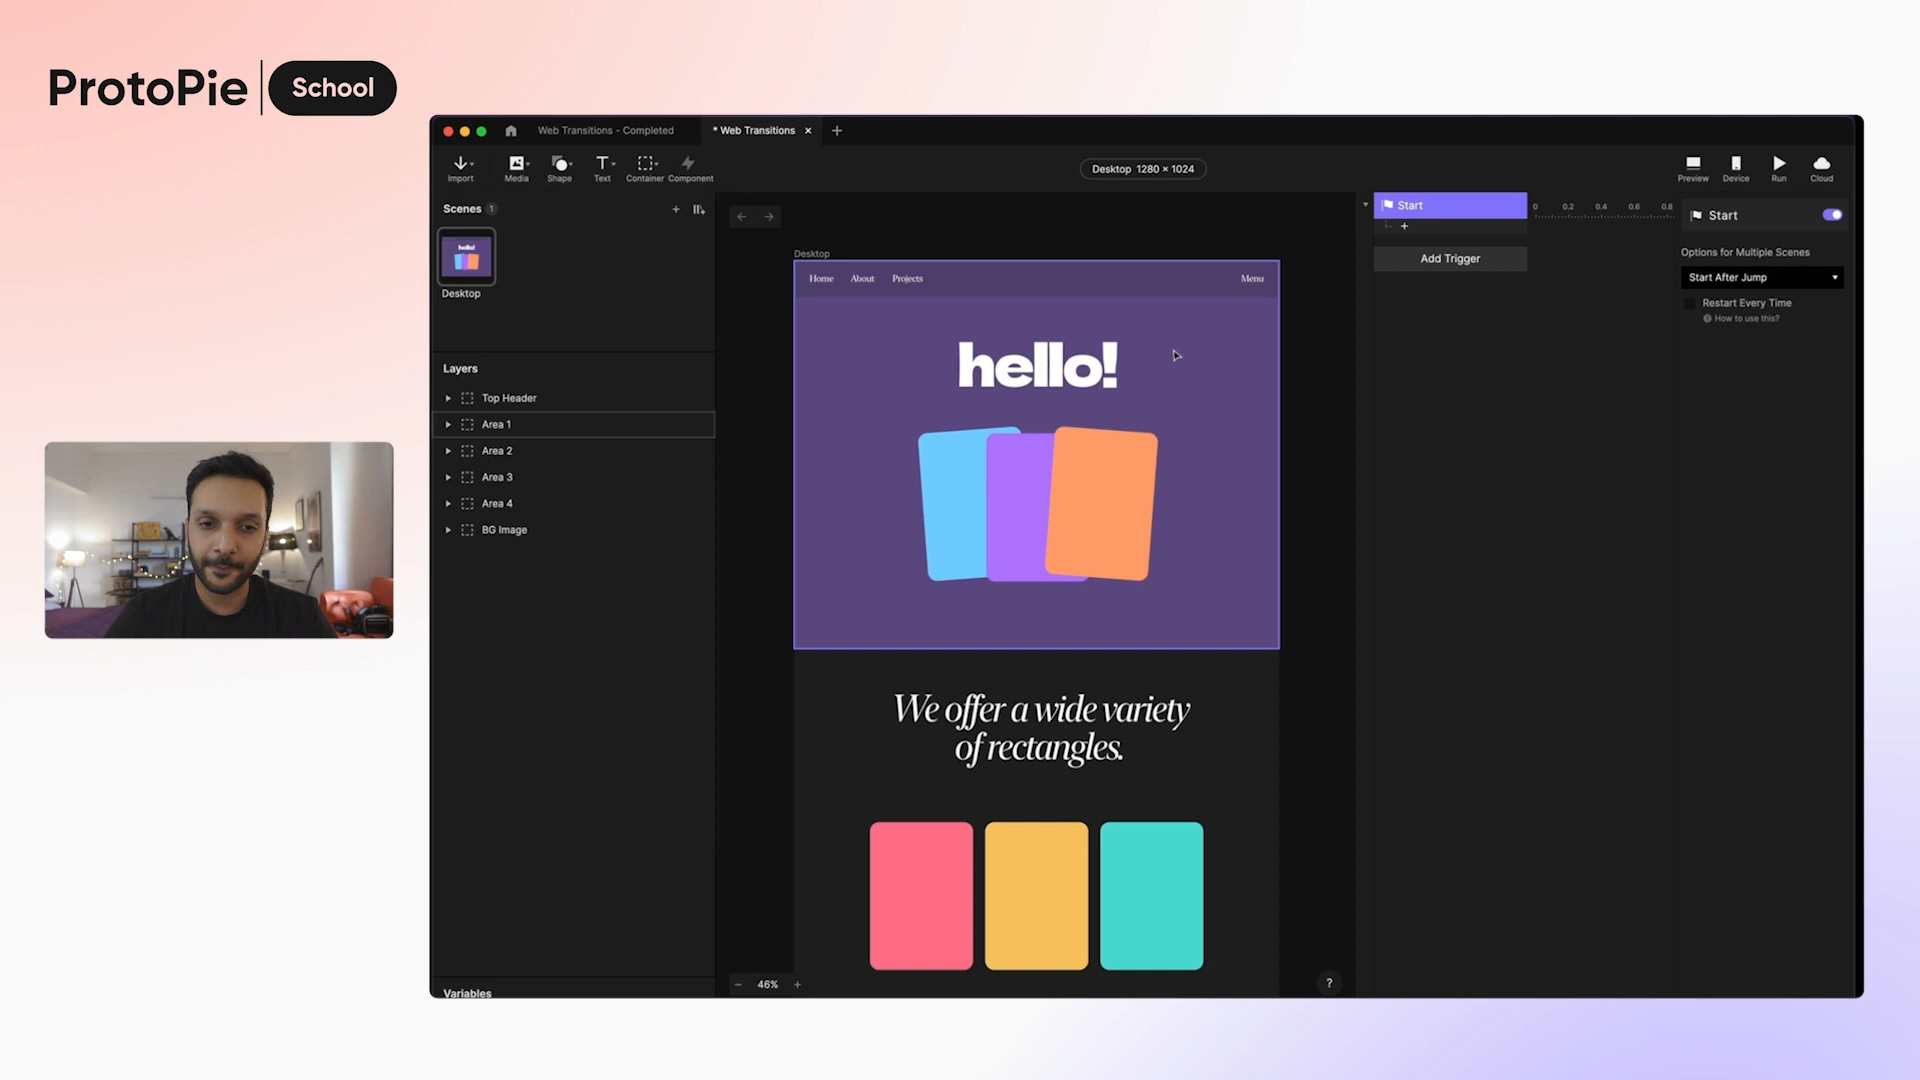 ProtoPie School
Web Transitions - Completed
* Web Transitions
Import
Media
Shape
Text
Container
Component
Desktop 1280 × 1024
Preview
Device
Run
Cloud
Scenes 1
Desktop
Layers
Top Header
Area 1
Area 2
Area 3
Area 4
BG Image
Variables
Desktop
Home About Projects Menu
hello!
We offer a wide variety
of rectangles.
46%
?
Start
Add Trigger
0 0.2 0.4 0.6 0.8
Start
Options for Multiple Scenes
Start After Jump
Restart Every Time
How to use this?